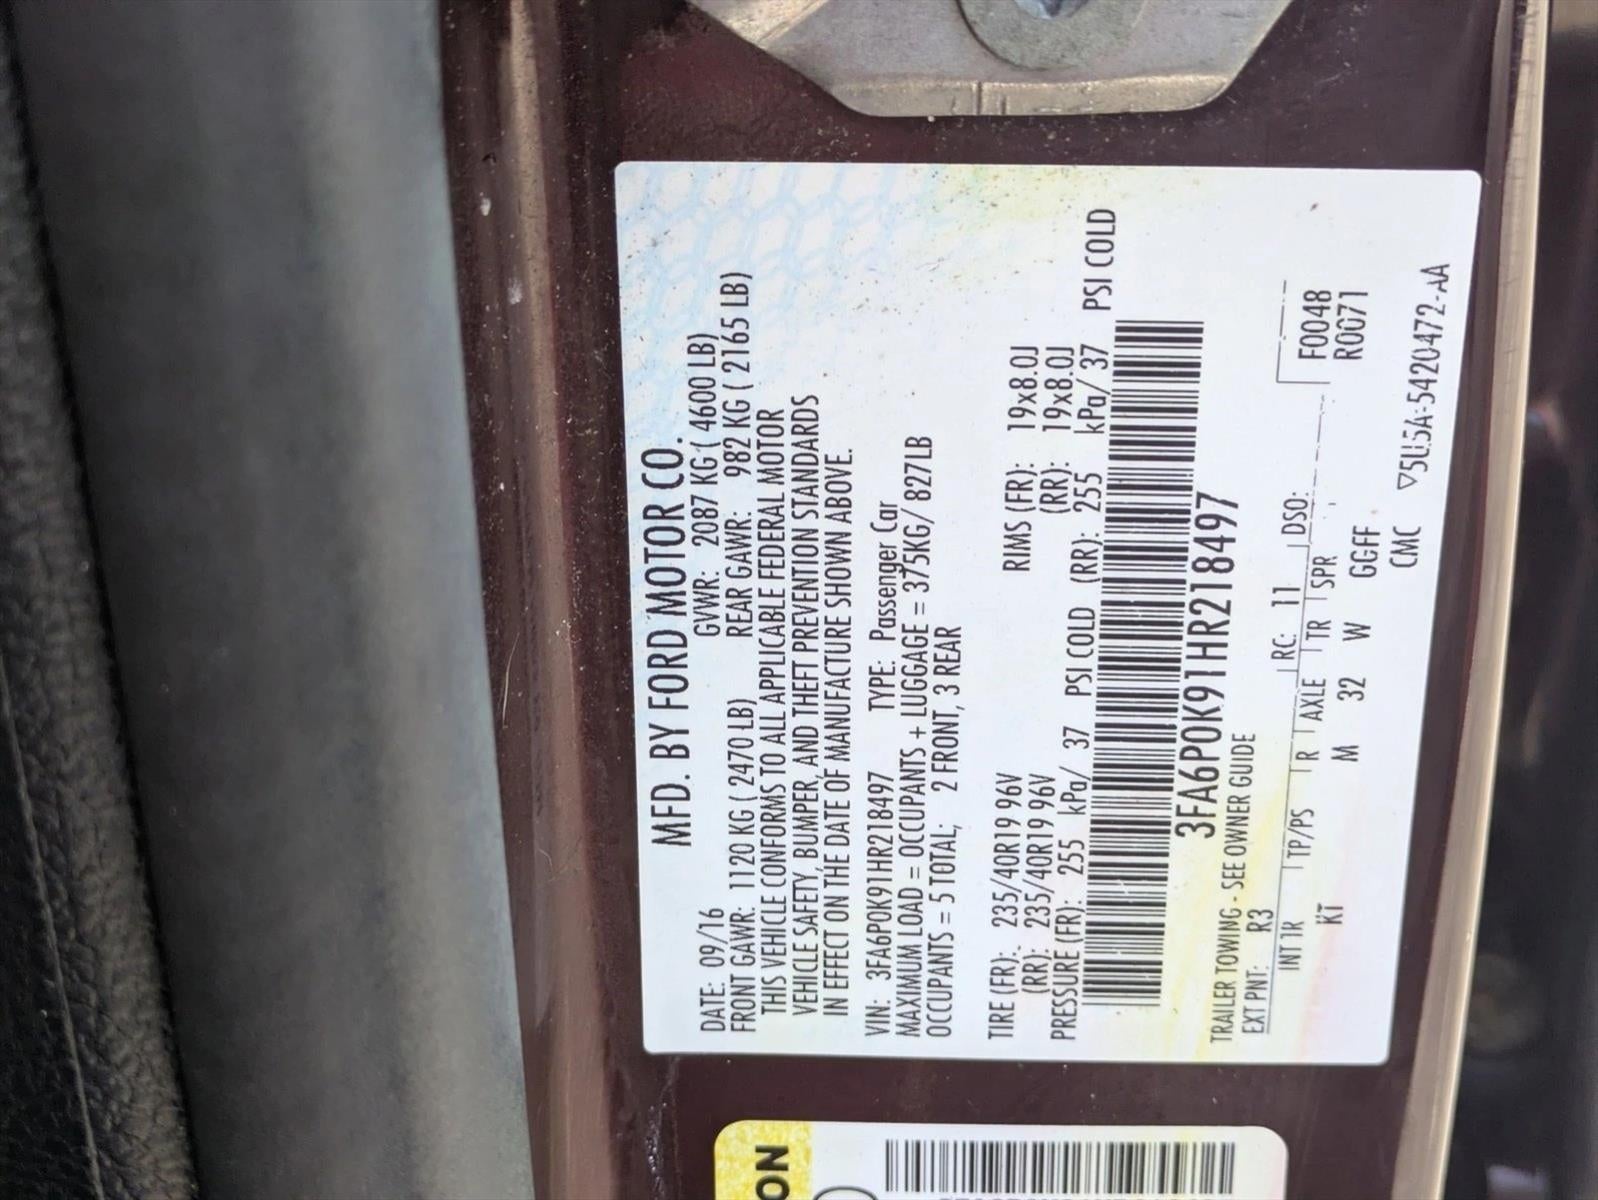 MFD. BY FORD MOTOR CO.
DATE: 09/16 GVWR: 2087 KG ( 4600 LB)
FRONT GAWR: 1120 KG ( 2470 LB) REAR GAWR: 982 KG ( 2165 LB)
THIS VEHICLE CONFORMS TO ALL APPLICABLE FEDERAL MOTOR
VEHICLE SAFETY, BUMPER, AND THEFT PREVENTION STANDARDS
IN EFFECT ON THE DATE OF MANUFACTURE SHOWN ABOVE.
VIN: 3FA6P0K91HR218497 TYPE: Passenger Car
MAXIMUM LOAD = OCCUPANTS + LUGGAGE = 375KG/ 827LB
OCCUPANTS = 5 TOTAL; 2 FRONT, 3 REAR
TIRE (FR): 235/40R19 96V RIMS (FR): 19x8.0J
(RR): 235/40R19 96V (RR): 19x8.0J
PRESSURE (FR): 255 kPa/ 37 PSI COLD (RR): 255 kPa/ 37 PSI COLD
3FA6P0K91HR218497
TRAILER TOWING - SEE OWNER GUIDE
EXT PNT: R3 RC: 11 DSO:
INT TR TP/PS R AXLE TR SPR F0048
KT M 32 W GGFF R0071
CMC
▽5U5A-5420472-AA
ON